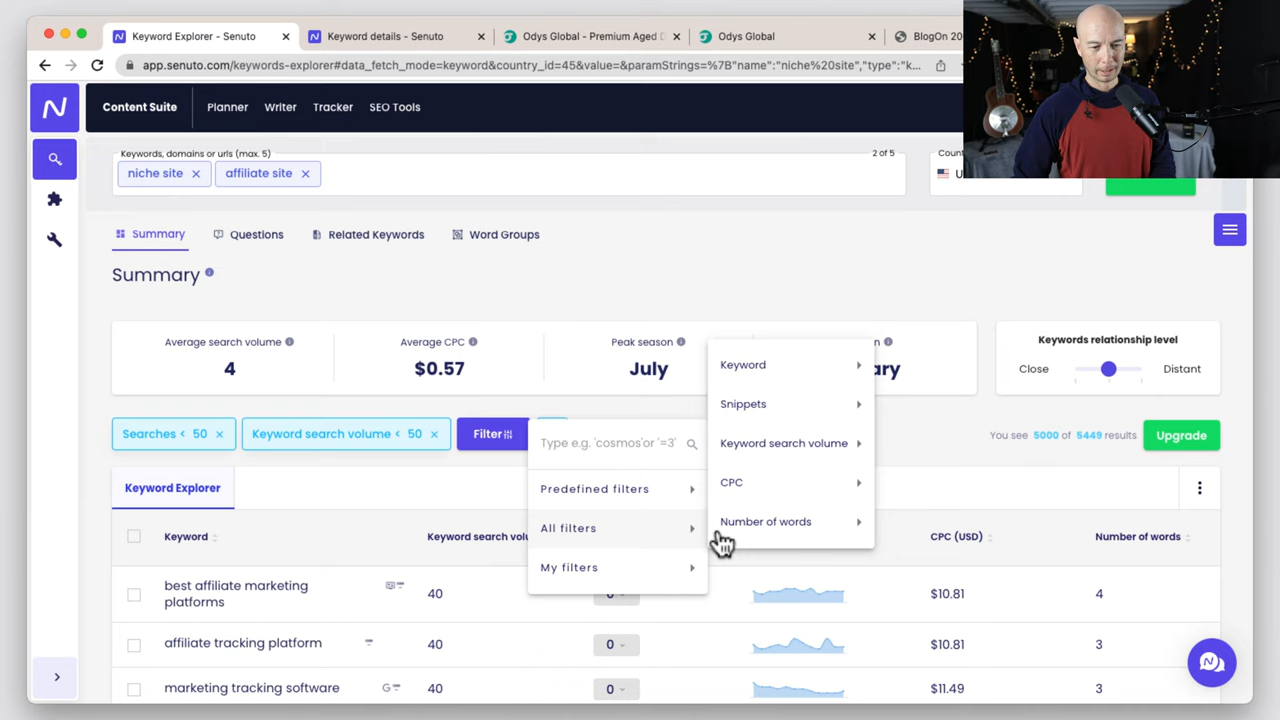 Keyword Explorer - Senuto
Keyword details - Senuto
Odys Global - Premium Aged D
Odys Global
BlogOn 20
app.senuto.com/keywords-explorer#data_fetch_mode=keyword&country_id=45&value=&paramStrings=%7B"name":"niche%20site","type":"k...
Content Suite
Planner
Writer
Tracker
SEO Tools
Keywords, domains or urls (max. 5)
2 of 5
niche site
affiliate site
Summary
Questions
Related Keywords
Word Groups
Summary
Average search volume
4
Average CPC
$0.57
Peak season
July
Keywords relationship level
Close
Distant
Searches < 50
Keyword search volume < 50
Filter
Type e.g. 'cosmos'or '=3'
Predefined filters
All filters
My filters
Keyword
Snippets
Keyword search volume
CPC
Number of words
You see 5000 of 5449 results
Upgrade
Keyword Explorer
Keyword
CPC (USD)
Number of words
best affiliate marketing
platforms
40
0
$10.81
4
affiliate tracking platform
40
0
$10.81
3
marketing tracking software
40
0
$11.49
3